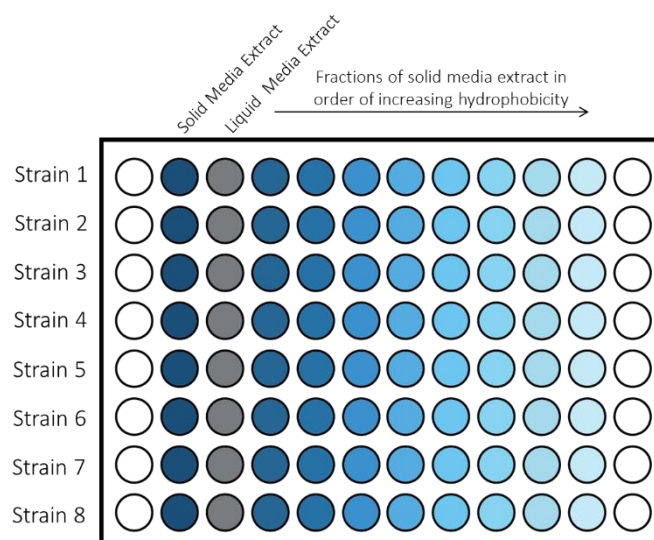 Solid Media Extract
Liquid Media Extract
Fractions of solid media extract in
order of increasing hydrophobicity
Strain 1
Strain 2
Strain 3
Strain 4
Strain 5
Strain 6
Strain 7
Strain 8